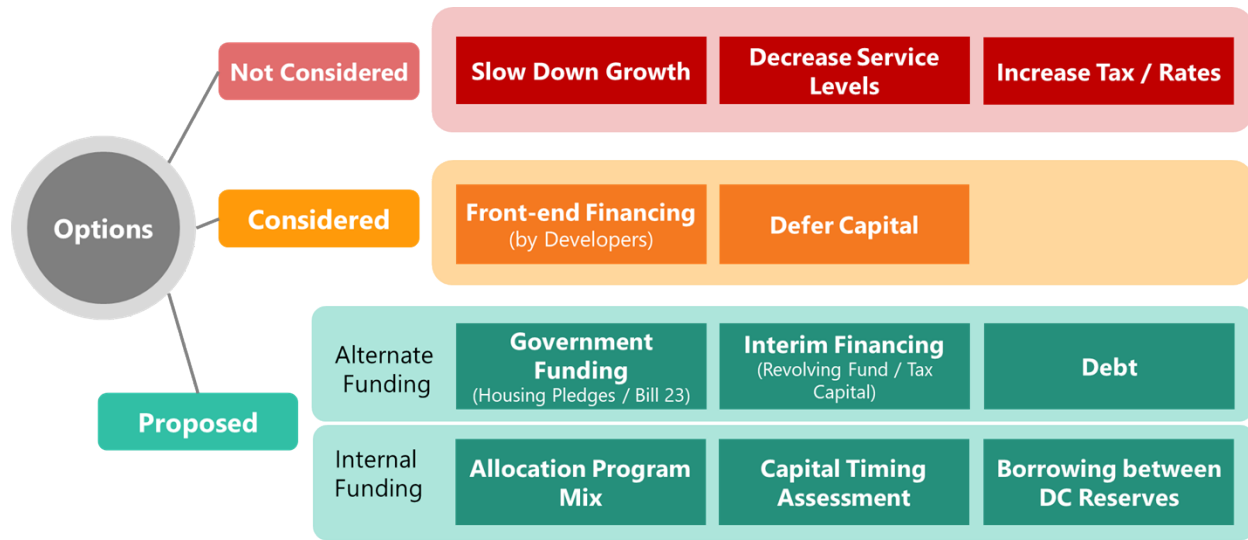 Options
Not Considered
Slow Down Growth
Decrease Service
Levels
Increase Tax / Rates
Considered
Front-end Financing
(by Developers)
Defer Capital
Proposed
Alternate
Funding
Government
Funding
(Housing Pledges / Bill 23)
Interim Financing
(Revolving Fund / Tax
Capital)
Debt
Internal
Funding
Allocation Program
Mix
Capital Timing
Assessment
Borrowing between
DC Reserves